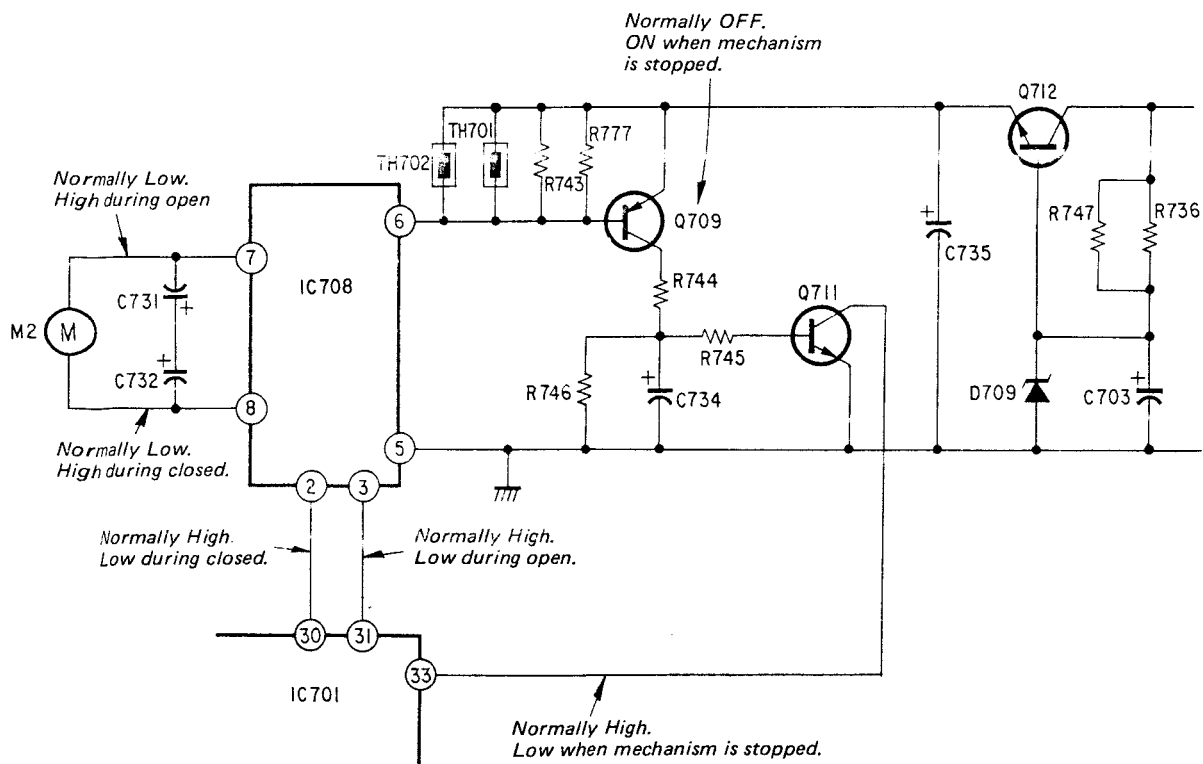 Normally OFF.
ON when mechanism
is stopped.
Q712
TH702
TH701
R743
R777
Q709
R747
R736
C735
Normally Low.
High during open
6
7
IC708
C731
+
M2
M
+
C732
8
R744
Q711
R745
R746
+
C734
+
D709
+
C703
5
Normally Low.
High during closed.
2
3
Normally High.
Low during closed.
Normally High.
Low during open.
30
31
33
IC701
Normally High.
Low when mechanism is stopped.